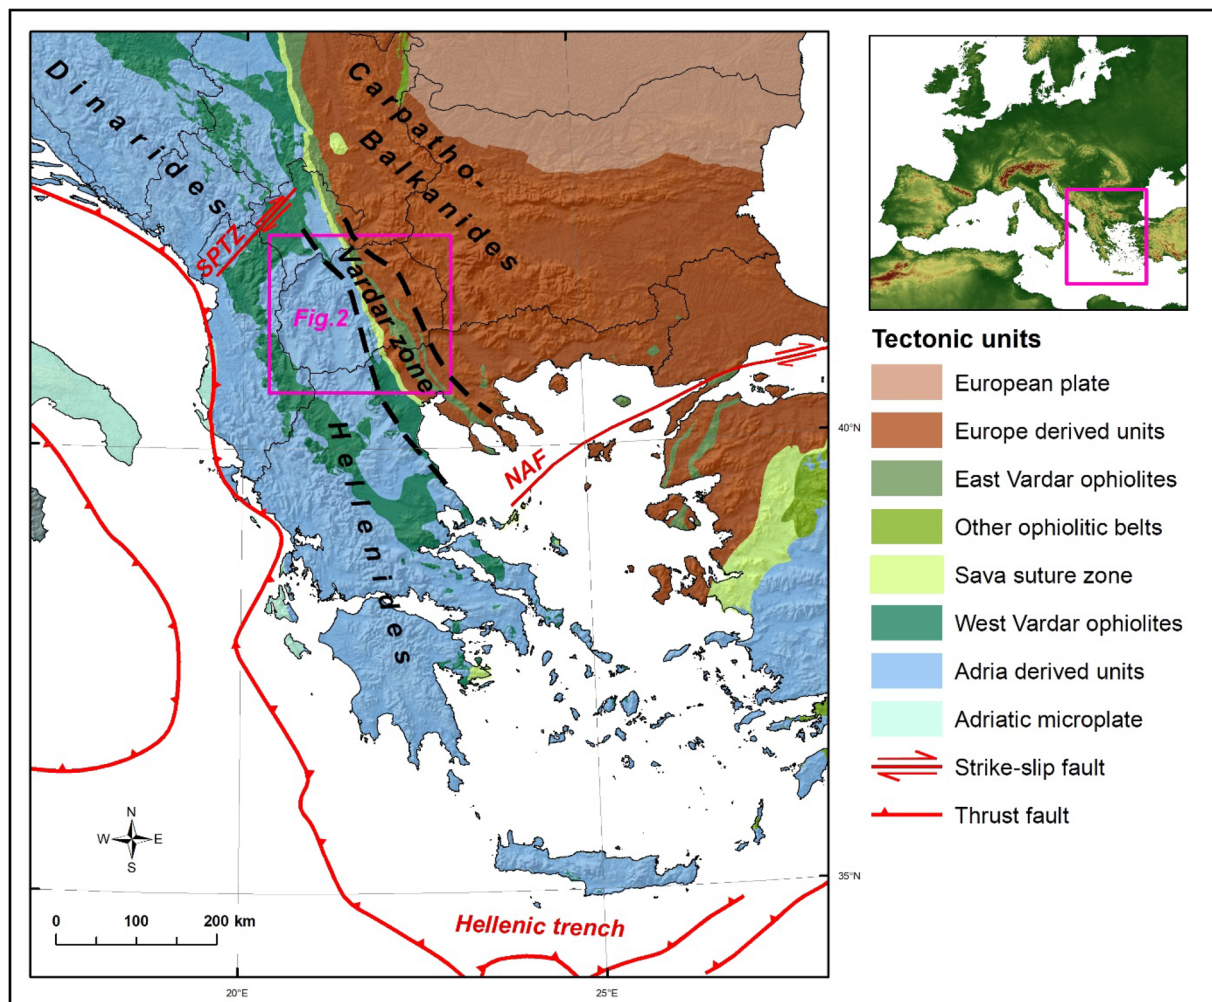 Dinarides
Carpatho-
Balkanides
SPTZ
Vardar zone
Fig.2
Hellenides
NAF
Hellenic trench
N
W E
S
0 100 200 km
20°E
25°E
40°N
35°N
Tectonic units
European plate
Europe derived units
East Vardar ophiolites
Other ophiolitic belts
Sava suture zone
West Vardar ophiolites
Adria derived units
Adriatic microplate
Strike-slip fault
Thrust fault